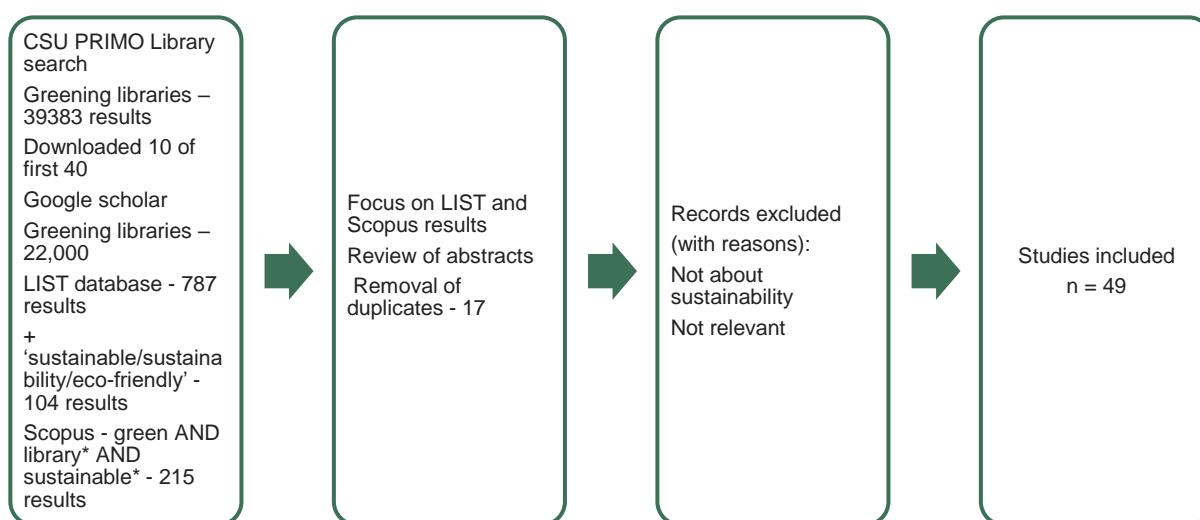 CSU PRIMO Library
search
Greening libraries –
39383 results
Downloaded 10 of
first 40
Google scholar
Greening libraries –
22,000
LIST database - 787
results
+
‘sustainable/sustaina
bility/eco-friendly’ -
104 results
Scopus - green AND
library* AND
sustainable* - 215
results
Focus on LIST and
Scopus results
Review of abstracts
Removal of
duplicates - 17
Records excluded
(with reasons):
Not about
sustainability
Not relevant
Studies included
n = 49